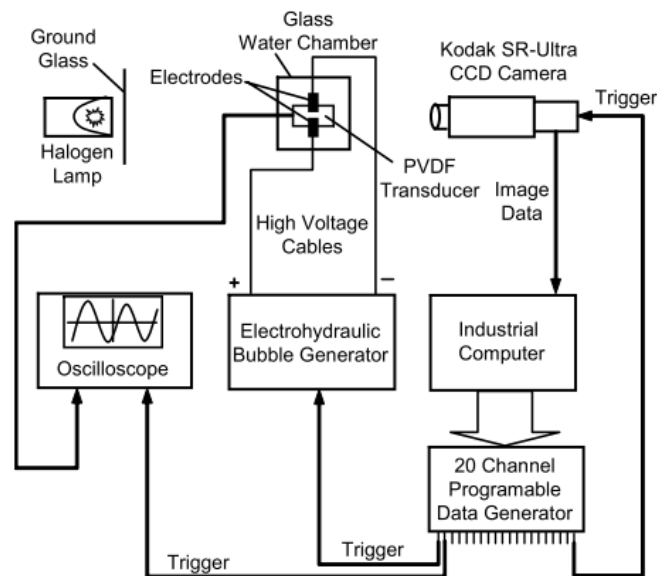 Glass
Water Chamber
Ground
Glass
Electrodes
Kodak SR-Ultra
CCD Camera
Trigger
Halogen
Lamp
PVDF
Transducer
Image
Data
High Voltage
Cables
+
−
Oscilloscope
Electrohydraulic
Bubble Generator
Industrial
Computer
20 Channel
Programable
Data Generator
Trigger
Trigger